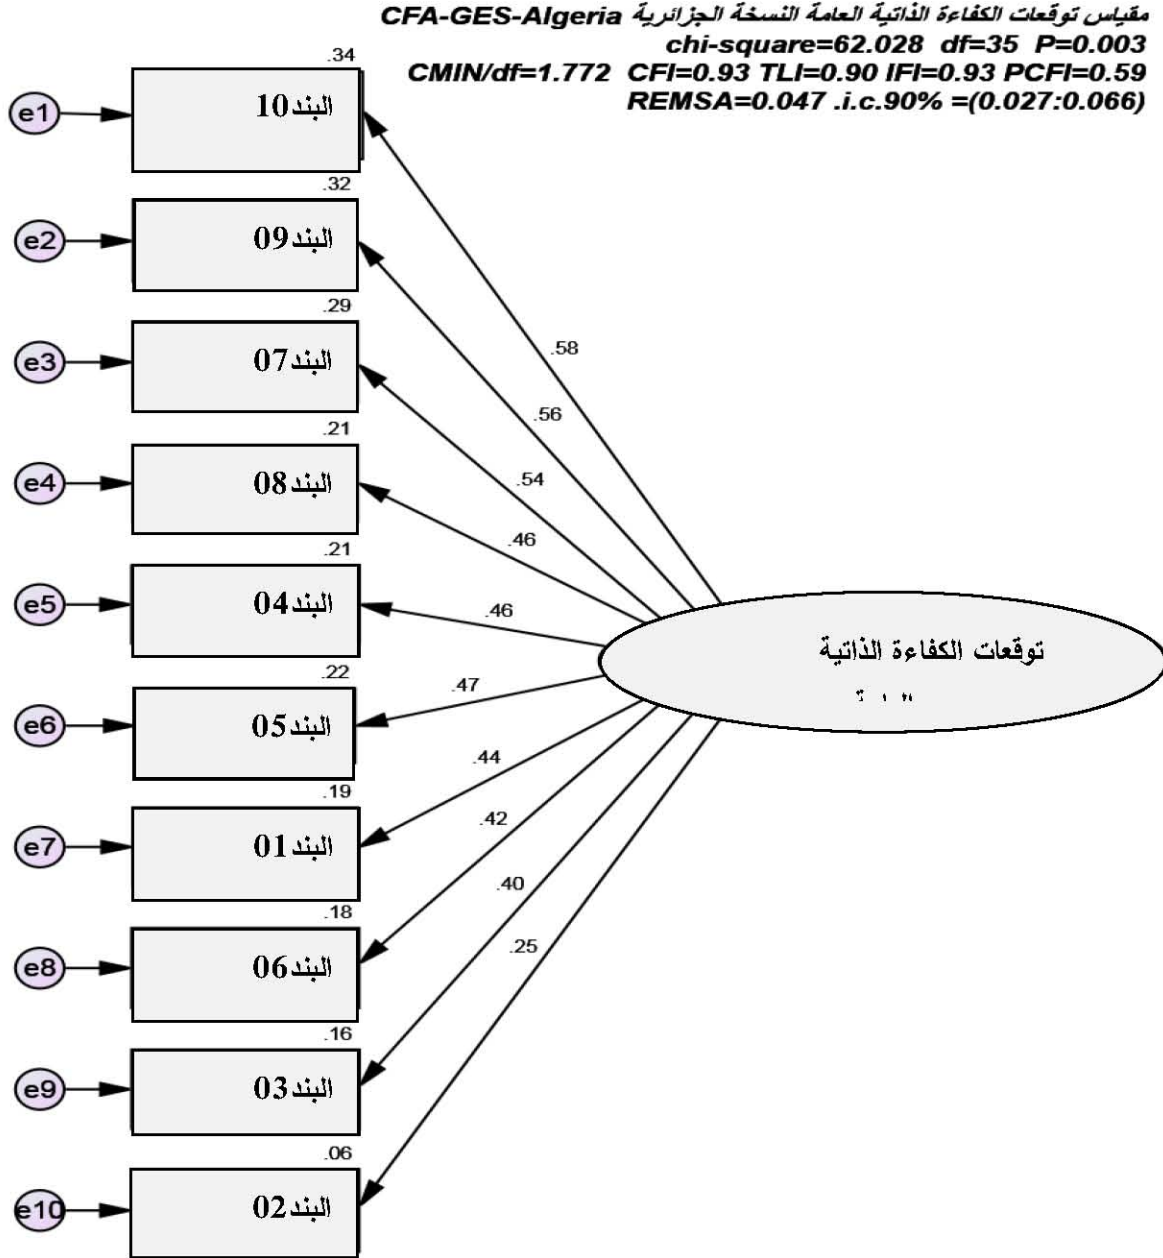 مقياس توقعات الكفاءة الذاتية العامة النسخة الجزائرية CFA-GES-Algeria
chi-square=62.028 df=35 P=0.003
CMIN/df=1.772 CFI=0.93 TLI=0.90 IFI=0.93 PCFI=0.59
REMSA=0.047 .i.c.90% =(0.027:0.066)
.34
e1
البند10
.32
e2
البند09
.29
e3
البند07
.21
e4
البند08
.21
e5
البند04
.22
e6
البند05
.19
e7
البند01
.18
e8
البند06
.16
e9
البند03
.06
e10
البند02
.58
.56
.54
.46
.46
.47
.44
.42
.40
.25
توقعات الكفاءة الذاتية